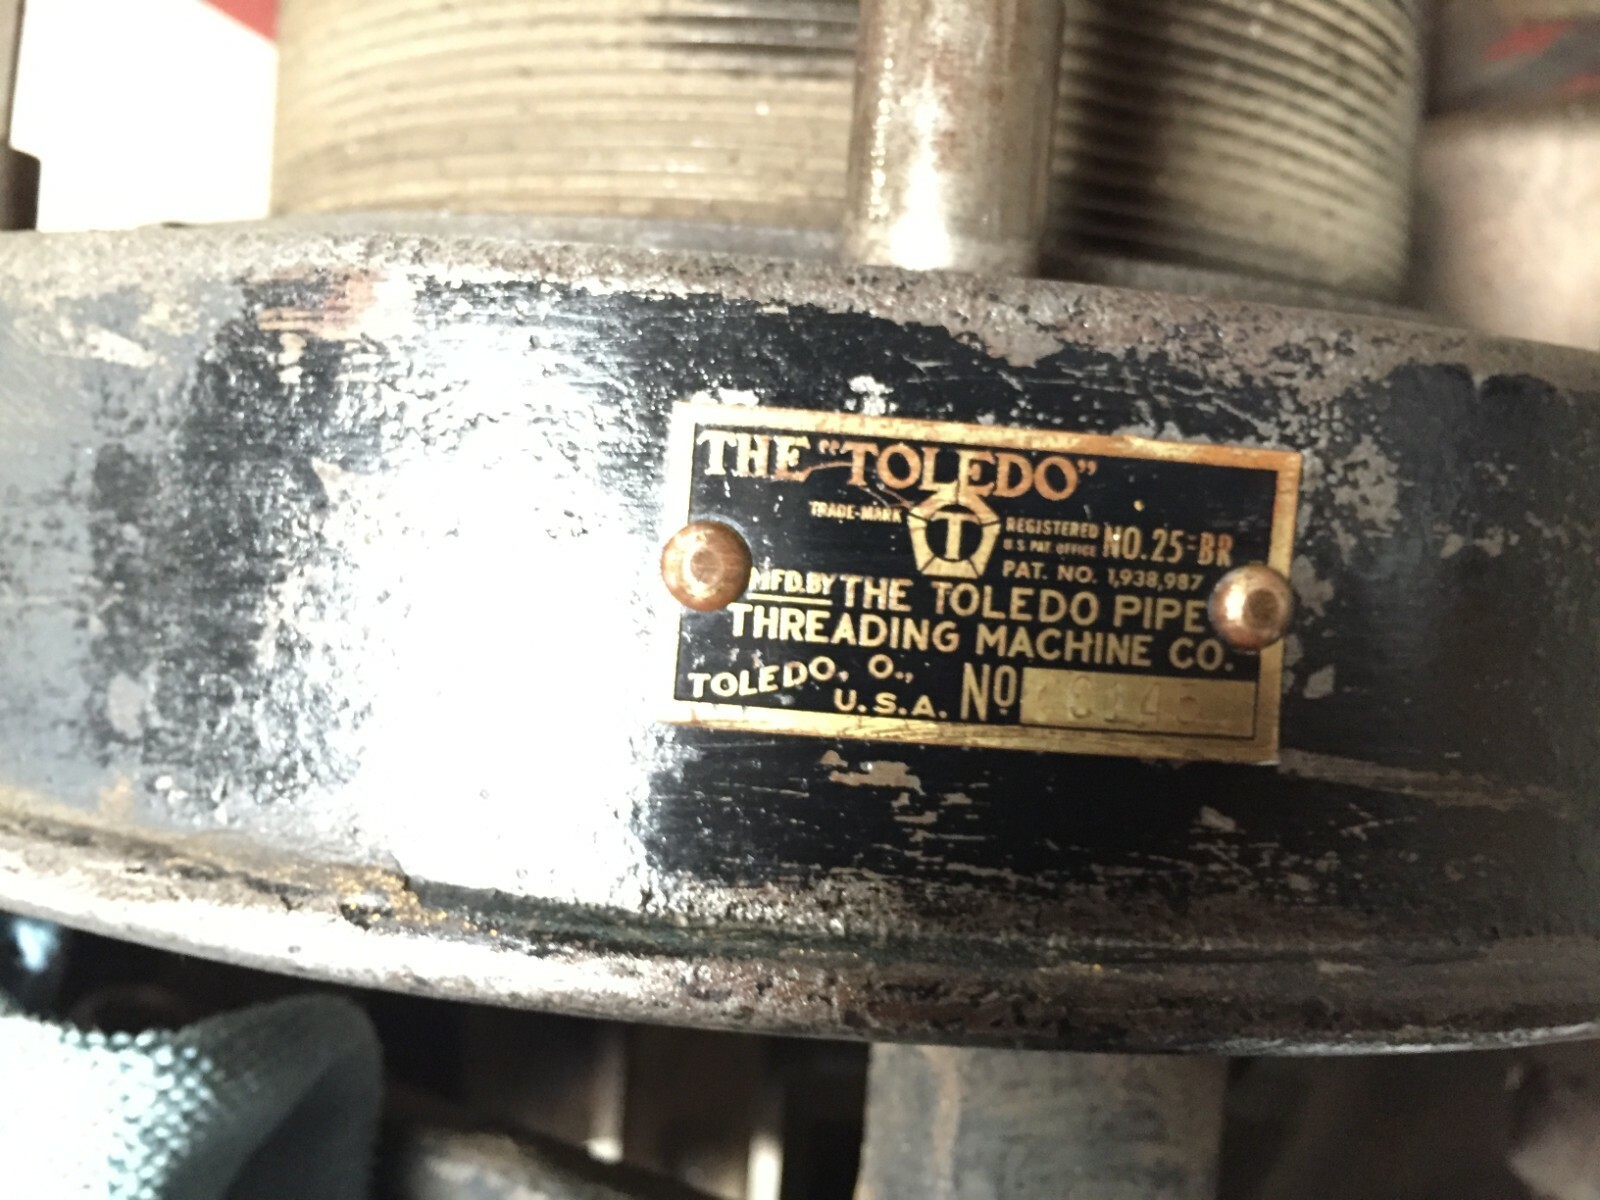 THE "TOLEDO"
TRADE-MARK T REGISTERED NO. 25-BR
U.S. PAT. OFFICE
PAT. NO. 1,938,987
MFD. BY THE TOLEDO PIPE
THREADING MACHINE CO.
TOLEDO, O.,
U.S.A. NO